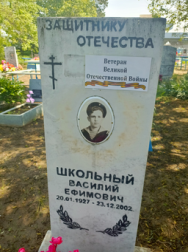 ЗАЩИТНИКУ
ОТЕЧЕСТВА
Ветеран
Великой
Отечественной Войны
ШКОЛЬНЫЙ
ВАСИЛИЙ
ЕФИМОВИЧ
20.01.1927 - 23.12.2002